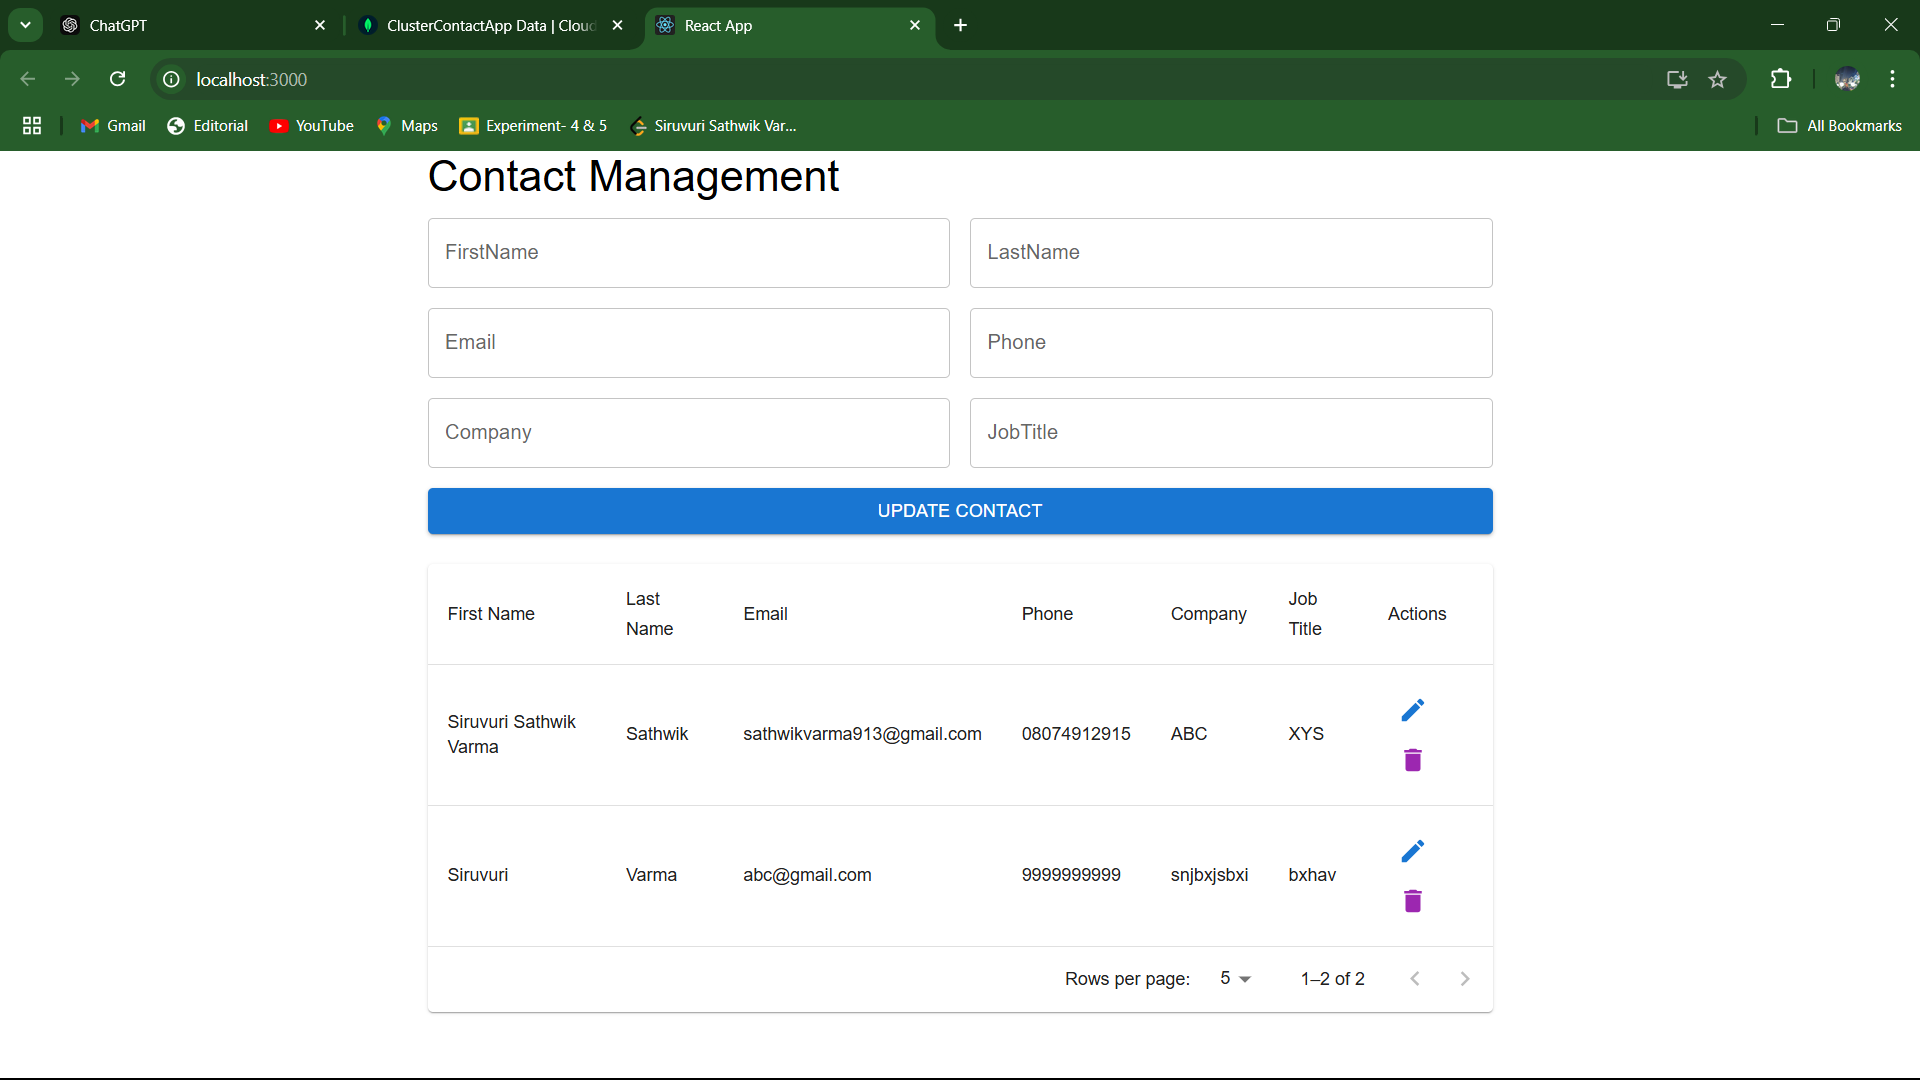 ChatGPT
ClusterContactApp Data | Cloud
React App
localhost:3000
Gmail
Editorial
YouTube
Maps
Experiment- 4 & 5
Siruvuri Sathwik Var...
All Bookmarks
Contact Management
FirstName
LastName
Email
Phone
Company
JobTitle
UPDATE CONTACT
First Name
Last
Name
Email
Phone
Company
Job
Title
Actions
Siruvuri Sathwik
Varma
Sathwik
sathwikvarma913@gmail.com
08074912915
ABC
XYS
Siruvuri
Varma
abc@gmail.com
9999999999
snjbxjsbxi
bxhav
Rows per page:
5
1–2 of 2